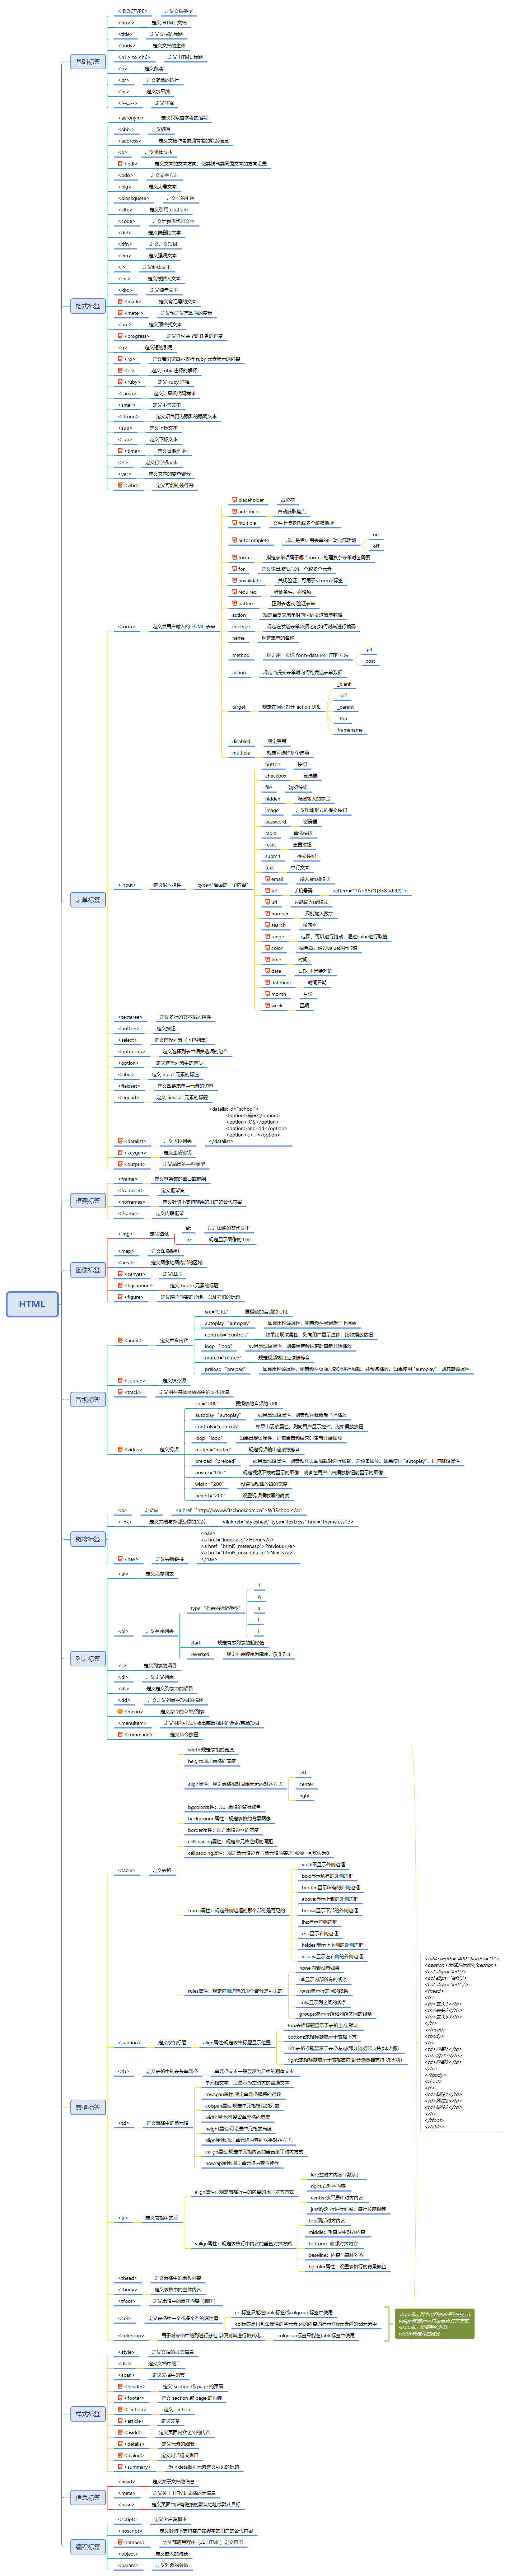 HTML
基础标签
<!DOCTYPE> 定义文档类型
<html> 定义 HTML 文档
<title> 定义文档的标题
<body> 定义文档的主体
<h1> to <h6> 定义 HTML 标题
<p> 定义段落
<br> 定义简单的折行
<hr> 定义水平线
<!--...--> 定义注释
格式标签
<acronym> 定义只取首字母的缩写
<abbr> 定义缩写
<address> 定义文档作者或拥有者的联系信息
<b> 定义粗体文本
<bdi> 定义文本的文本方向，使其脱离其周围文本的方向设置
<bdo> 定义文字方向
<big> 定义大号文本
<blockquote> 定义长的引用
<cite> 定义引用(citation)
<code> 定义计算机代码文本
<del> 定义被删除文本
<dfn> 定义定义项目
<em> 定义强调文本
<i> 定义斜体文本
<ins> 定义被插入文本
<kbd> 定义键盘文本
<mark> 定义有记号的文本
<meter> 定义预定义范围内的度量
<pre> 定义预格式文本
<progress> 定义任何类型的任务的进度
<q> 定义短的引用
<rp> 定义若浏览器不支持 ruby 元素显示的内容
<rt> 定义 ruby 注释的解释
<ruby> 定义 ruby 注释
<samp> 定义计算机代码样本
<small> 定义小号文本
<strong> 定义语气更为强烈的强调文本
<sup> 定义上标文本
<sub> 定义下标文本
<time> 定义日期/时间
<tt> 定义打字机文本
<var> 定义文本的变量部分
<wbr> 定义可能的换行符
表单标签
<form> 定义供用户输入的 HTML 表单
placeholder 占位符
autofocus 自动获取焦点
multiple 文件上传多选或多个邮箱地址
autocomplete 规定是否启用表单的自动完成功能
on
off
form 指定表单项属于哪个form，处理复杂表单时会需要
for 定义输出域相关的一个或多个元素
novalidate 关闭验证，可用于<form>标签
required 验证条件，必填项
pattern 正则表达式 验证表单
action 规定当提交表单时向何处发送表单数据
enctype 规定在发送表单数据之前如何对其进行编码
name 规定表单的名称
method 规定用于发送 form-data 的 HTTP 方法
get
post
action 规定当提交表单时向何处发送表单数据
target 规定在何处打开 action URL
_blank
_self
_parent
_top
framename
disabled 规定禁用
multiple 规定可选择多个选项
<input> 定义输入控件 type="后面的一个内容"
button 按钮
checkbox 复选框
file 浏览按钮
hidden 隐藏输入的字段
image 定义图像形式的提交按钮
password 密码框
radio 单选按钮
reset 重置按钮
submit 提交按钮
text 单行文本
email 输入email格式
tel 手机号码
url 只能输入url格式
number 只能输入数字
search 搜索框
range 范围，可以进行拖动，通过value进行取值
color 拾色器，通过value进行取值
time 时间
date 日期 不是绝对的
datetime 时间日期
month 月份
week 星期
<textarea> 定义多行的文本输入控件
<button> 定义按钮
<select> 定义选择列表（下拉列表）
<optgroup> 定义选择列表中相关选项的组合
<option> 定义选择列表中的选项
<label> 定义 input 元素的标注
<fieldset> 定义围绕表单中元素的边框
<legend> 定义 fieldset 元素的标题
<datalist> 定义下拉列表
<datalist id="school">
<option>前端</option>
<option>IOS</option>
<option>andriod</option>
<option>c++</option>
</datalist>
<keygen> 定义生成密钥
<output> 定义输出的一些类型
框架标签
<frame> 定义框架集的窗口或框架
<frameset> 定义框架集
<noframes> 定义针对不支持框架的用户的替代内容
<iframe> 定义内联框架
图像标签
<img> 定义图像
alt 规定图像的替代文本
src 规定显示图像的 URL
<map> 定义图像映射
<area> 定义图像地图内部的区域
<canvas> 定义图形
<figcaption> 定义 figure 元素的标题
<figure> 定义媒介内容的分组，以及它们的标题
音视标签
<audio> 定义声音内容
src="URL" 要播放的音频的 URL
autoplay="autoplay" 如果出现该属性，则音频在就绪后马上播放
controls="controls" 如果出现该属性，则向用户显示控件，比如播放按钮
loop="loop" 如果出现该属性，则每当音频结束时重新开始播放
muted="muted" 规定视频输出应该被静音
preload="preload" 如果出现该属性，则音频在页面加载时进行加载，并预备播放。如果使用 "autoplay"，则忽略该属性
<source> 定义媒介源
<track> 定义用在媒体播放器中的文本轨道
<video> 定义视频
src="URL" 要播放的音频的 URL
autoplay="autoplay" 如果出现该属性，则音频在就绪后马上播放
controls="controls" 如果出现该属性，则向用户显示控件，比如播放按钮
loop="loop" 如果出现该属性，则每当音频结束时重新开始播放
muted="muted" 规定视频输出应该被静音
preload="preload" 如果出现该属性，则音频在页面加载时进行加载，并预备播放。如果使用 "autoplay"，则忽略该属性
poster="URL" 规定视频下载时显示的图像，或者在用户点击播放按钮前显示的图像
width="200" 设置视频播放器的宽度
height="200" 设置视频播放器的高度
链接标签
<a> 定义锚 <a href="http://www.w3school.com.cn">W3School</a>
<link> 定义文档与外部资源的关系 <link rel="stylesheet" type="text/css" href="theme.css" />
<nav> 定义导航链接
<nav>
<a href="index.asp">Home</a>
<a href="html5_meter.asp">Previous</a>
<a href="html5_noscript.asp">Next</a>
</nav>
列表标签
<ul> 定义无序列表
<ol> 定义有序列表
type="列表的标记类型"
1
A
a
I
i
start 规定有序列表的起始值
reversed 规定列表顺序为降序。(9,8,7...)
<li> 定义列表的项目
<dl> 定义定义列表
<dt> 定义定义列表中的项目
<dd> 定义定义列表中项目的描述
<menu> 定义命令的菜单/列表
<menuitem> 定义用户可以从弹出菜单调用的命令/菜单项目
<command> 定义命令按钮
表格标签
<table> 定义表格
width:规定表格的宽度
height:规定表格的高度
align属性：规定表格相对周围元素的对齐方式
left
center
right
bgcolor属性：规定表格的背景颜色
background属性：规定表格的背景图像
border属性：规定表格边框的宽度
cellspacing属性：规定单元格之间的间距
cellpadding属性：规定单元格边界与单元格内容之间的间距,默认为0
frame属性：规定外侧边框的那个部分是可见的
void:不显示外侧边框
box:显示所有的外侧边框
border:显示所有的外侧边框
above:显示上部的外侧边框
below:显示下部的外侧边框
lhs:显示左侧边框
rhs:显示右侧边框
hsides:显示上下侧的外侧边框
vsides:显示左右侧的外侧边框
rules属性：规定内侧边框的那个部分是可见的
none:内部没有线条
all:显示内部所有的线条
rows:显示行之间的线条
cols:显示列之间的线条
groups:显示行组和列组之间的线条
<caption> 定义表格标题 align属性:规定表格标题显示位置
top:表格标题显示于表格上方,默认
bottom:表格标题显示于表格下方
left:表格标题显示于表格左边(部分浏览器支持,如:火狐)
right:表格标题显示于表格右边(部分浏览器支持,如:火狐)
<th> 定义表格中的表头单元格 单元格文本一般显示为居中的粗体文本
<td> 定义表格中的单元格
单元格文本一般显示为左对齐的普通文本
rowspan属性:规定单元格横跨的行数
colspan属性:规定单元格横跨的列数
width属性:可设置单元格的宽度
height属性:可设置单元格的高度
align属性:规定单元格内容的水平对齐方式
valign属性:规定单元格内容的垂直水平对齐方式
nowrap属性:规定单元格内容不换行
<tr> 定义表格中的行
align属性：规定表格行中的内容的水平对齐方式
left:左对齐内容（默认）
right:右对齐内容
center:水平居中对齐内容
justify:对行进行伸展，每行长度相等
valign属性：规定表格行中内容的垂直对齐方式
top:顶部对齐内容
middle：垂直居中对齐内容
bottom：底部对齐内容
baseline：内容与基线对齐
bgcolor属性：设置表格行的背景颜色
<thead> 定义表格中的表头内容
<tbody> 定义表格中的主体内容
<tfoot> 定义表格中的表注内容（脚注）
<col> 定义表格中一个或多个列的属性值
col标签只能在table标签或colgroup标签中使用
col标签是只包含属性的空元素,列的内容均显示在tr元素内的td元素中
<colgroup> 用于对表格中的列进行分组,以便对其进行格式化 colgroup标签只能在table标签中使用
align:规定列中内容的水平对齐方式
valign:规定列中内容垂直对齐方式
span:规定列横跨的列数
width:规定列的宽度
<table width="400" border="1">
<caption>表格的标题</caption>
<col align="left"/>
<col align="left"/>
<col align="left" />
<thead>
<tr>
<th>表头1</th>
<th>表头2</th>
<th>表头3</th>
</tr>
</thead>
<tbody>
<tr>
<td>内容1</td>
<td>内容2</td>
<td>内容3</td>
</tr>
</tbody>
<tfoot>
<tr>
<td>脚注1</td>
<td>脚注2</td>
<td>脚注2</td>
</tr>
</tfoot>
</table>
样式标签
<style> 定义文档的样式信息
<div> 定义文档中的节
<span> 定义文档中的节
<header> 定义 section 或 page 的页眉
<footer> 定义 section 或 page 的页脚
<section> 定义 section
<article> 定义文章
<aside> 定义页面内容之外的内容
<details> 定义元素的细节
<dialog> 定义对话框或窗口
<summary> 为 <details> 元素定义可见的标题
信息标签
<head> 定义关于文档的信息
<meta> 定义关于 HTML 文档的元信息
<base> 定义页面中所有链接的默认地址或默认目标
编程标签
<script> 定义客户端脚本
<noscript> 定义针对不支持客户端脚本的用户的替代内容
<embed> 为外部应用程序（非 HTML）定义容器
<object> 定义嵌入的对象
<param> 定义对象的参数